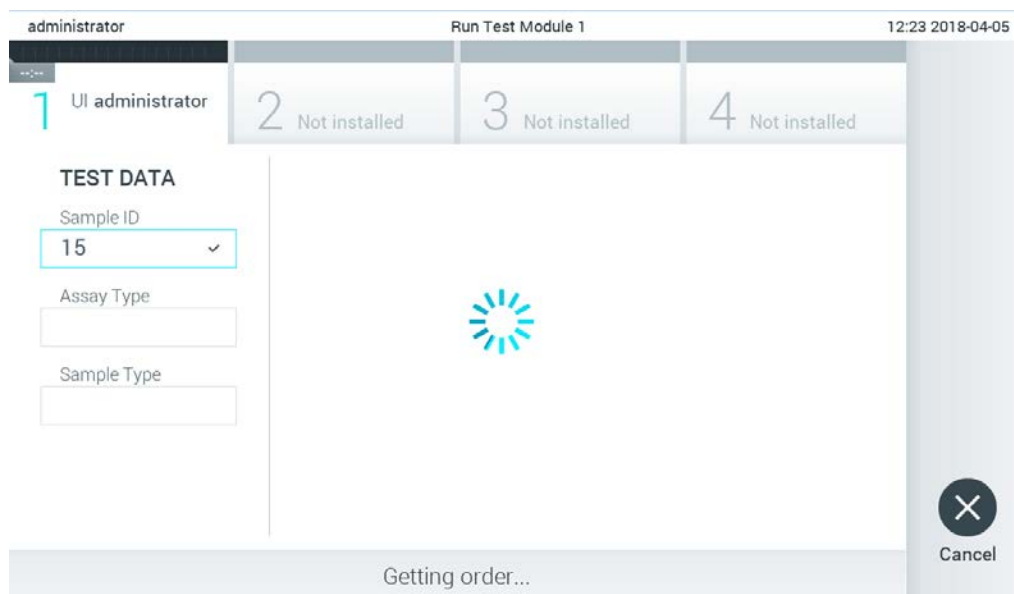 administrator Run Test Module 1 12:23 2018-04-05
--:--
1 UI administrator 2 Not installed 3 Not installed 4 Not installed
TEST DATA
Sample ID
15
Assay Type
Sample Type
Cancel
Getting order...